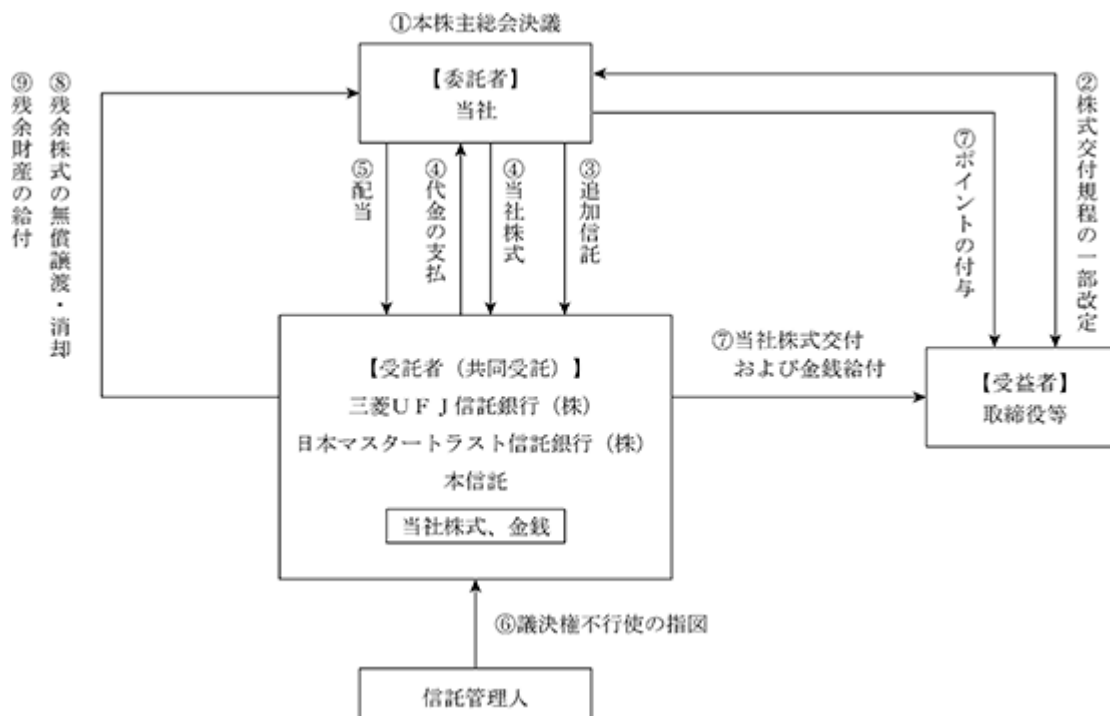 ①本株主総会決議
【委託者】
当社
⑨残余財産の給付
⑧残余株式の無償譲渡・消却
⑤配当
④代金の支払
④当社株式
③追加信託
⑦ポイントの付与
②株式交付規程の一部改定
【受託者（共同受託）】
三菱ＵＦＪ信託銀行（株）
日本マスタートラスト信託銀行（株）
本信託
当社株式、金銭
⑦当社株式交付
および金銭給付
【受益者】
取締役等
⑥議決権不行使の指図
信託管理人